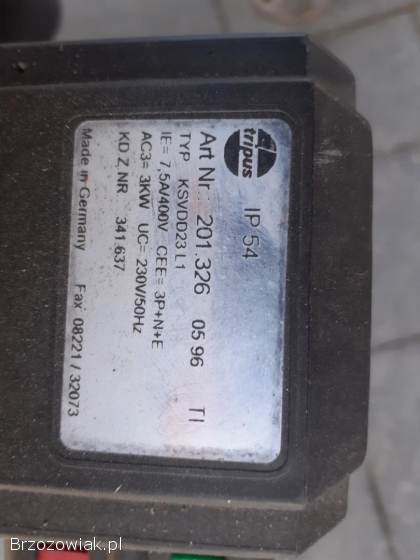 tripus IP 54
Art Nr.: 201.326 05 96 TI
TYP KSVDD23 L1
IE= 7,5A/400V CEE= 3P+N+E
AC3= 3KW UC= 230V/50Hz
KD Z, NR 341.637
Made in Germany Fax 08221 / 32073
Brzozowiak.pl